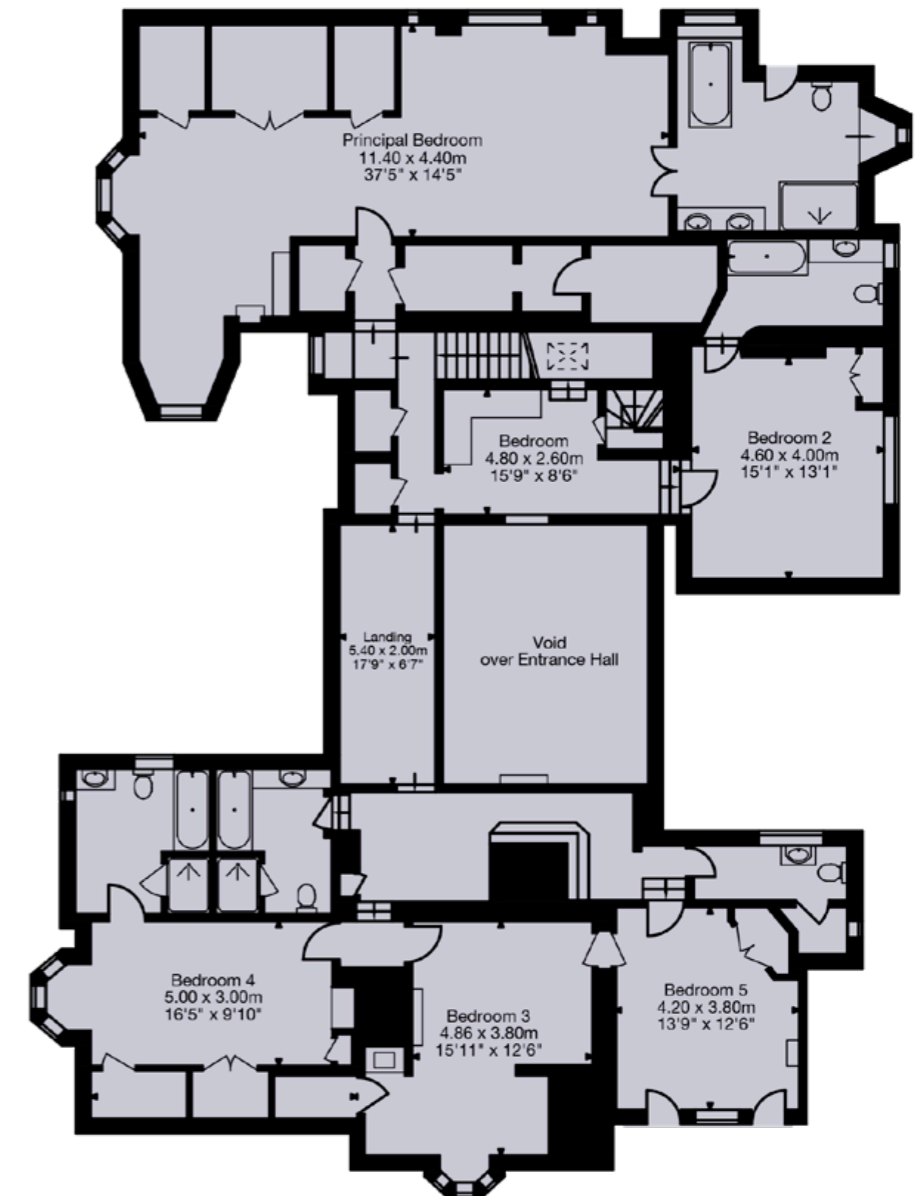 Principal Bedroom
11.40 x 4.40m
37'5" x 14'5"
Bedroom
4.80 x 2.60m
15'9" x 8'6"
Bedroom 2
4.60 x 4.00m
15'1" x 13'1"
Landing
5.40 x 2.00m
17'9" x 6'7"
Void
over Entrance Hall
Bedroom 4
5.00 x 3.00m
16'5" x 9'10"
Bedroom 3
4.86 x 3.80m
15'11" x 12'6"
Bedroom 5
4.20 x 3.80m
13'9" x 12'6"